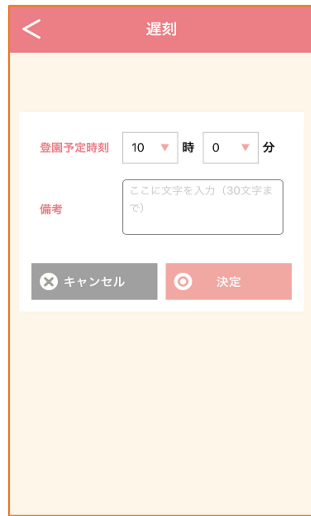 遅刻
登園予定時刻 10 時 0 分
備考 ここに文字を入力（30文字ま
で）
キャンセル 決定